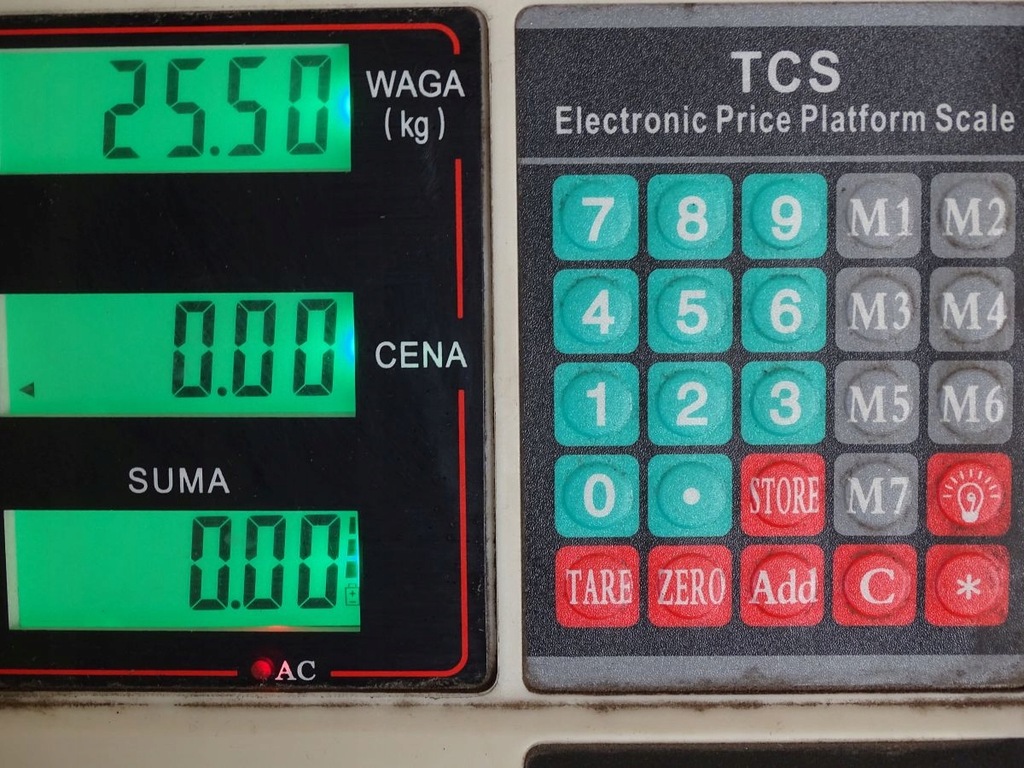 25.50
WAGA
(kg)
0.00
CENA
SUMA
0.00
AC
TCS
Electronic Price Platform Scale
7 8 9 M1 M2
4 5 6 M3 M4
1 2 3 M5 M6
0 . STORE M7
TARE ZERO Add C *